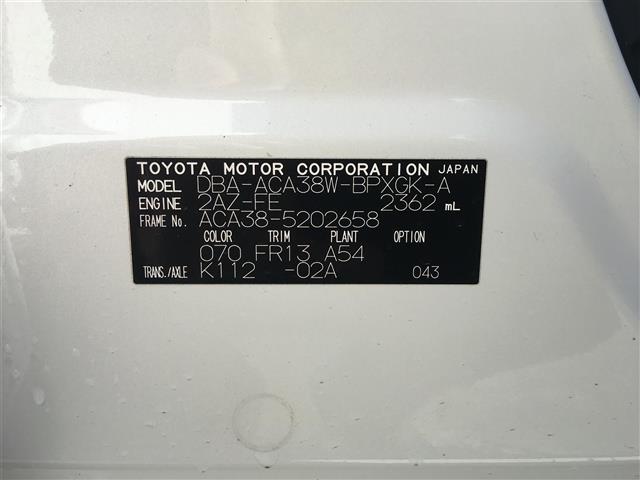 TOYOTA MOTOR CORPORATION JAPAN
MODEL DBA-ACA38W-BPXGK-A
ENGINE 2AZ-FE 2362 mL
FRAME No. ACA38-5202658
COLOR TRIM PLANT OPTION
070 FR13 A54
TRANS./AXLE K112 -02A 043